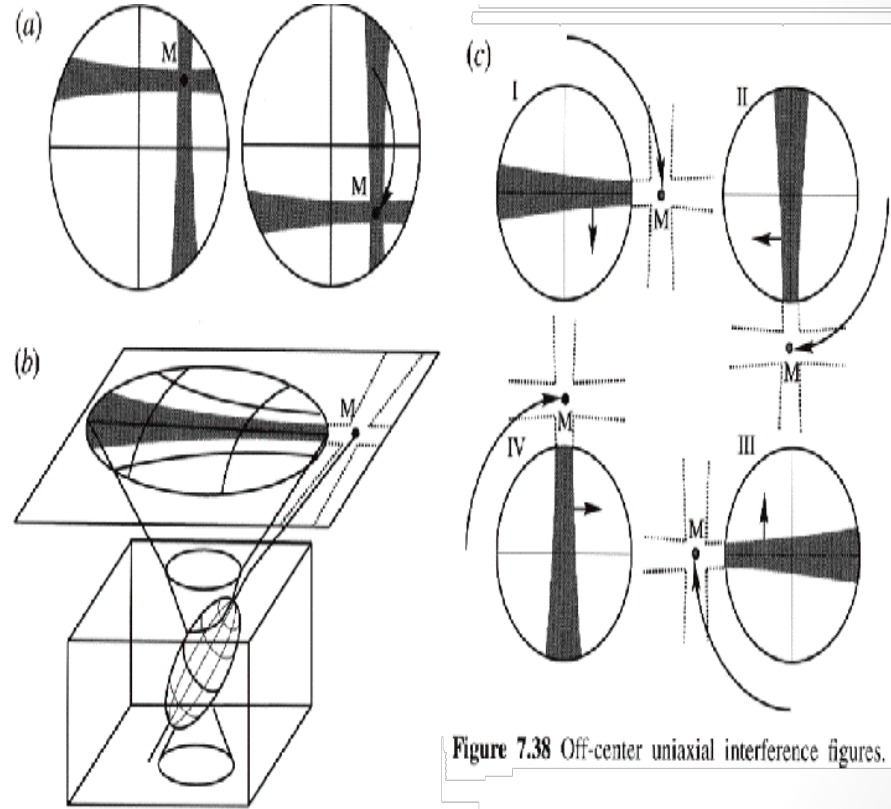 (a)
M
M
(b)
M
(c)
I
M
II
M
M
IV
M
III
Figure 7.38 Off-center uniaxial interference figures.